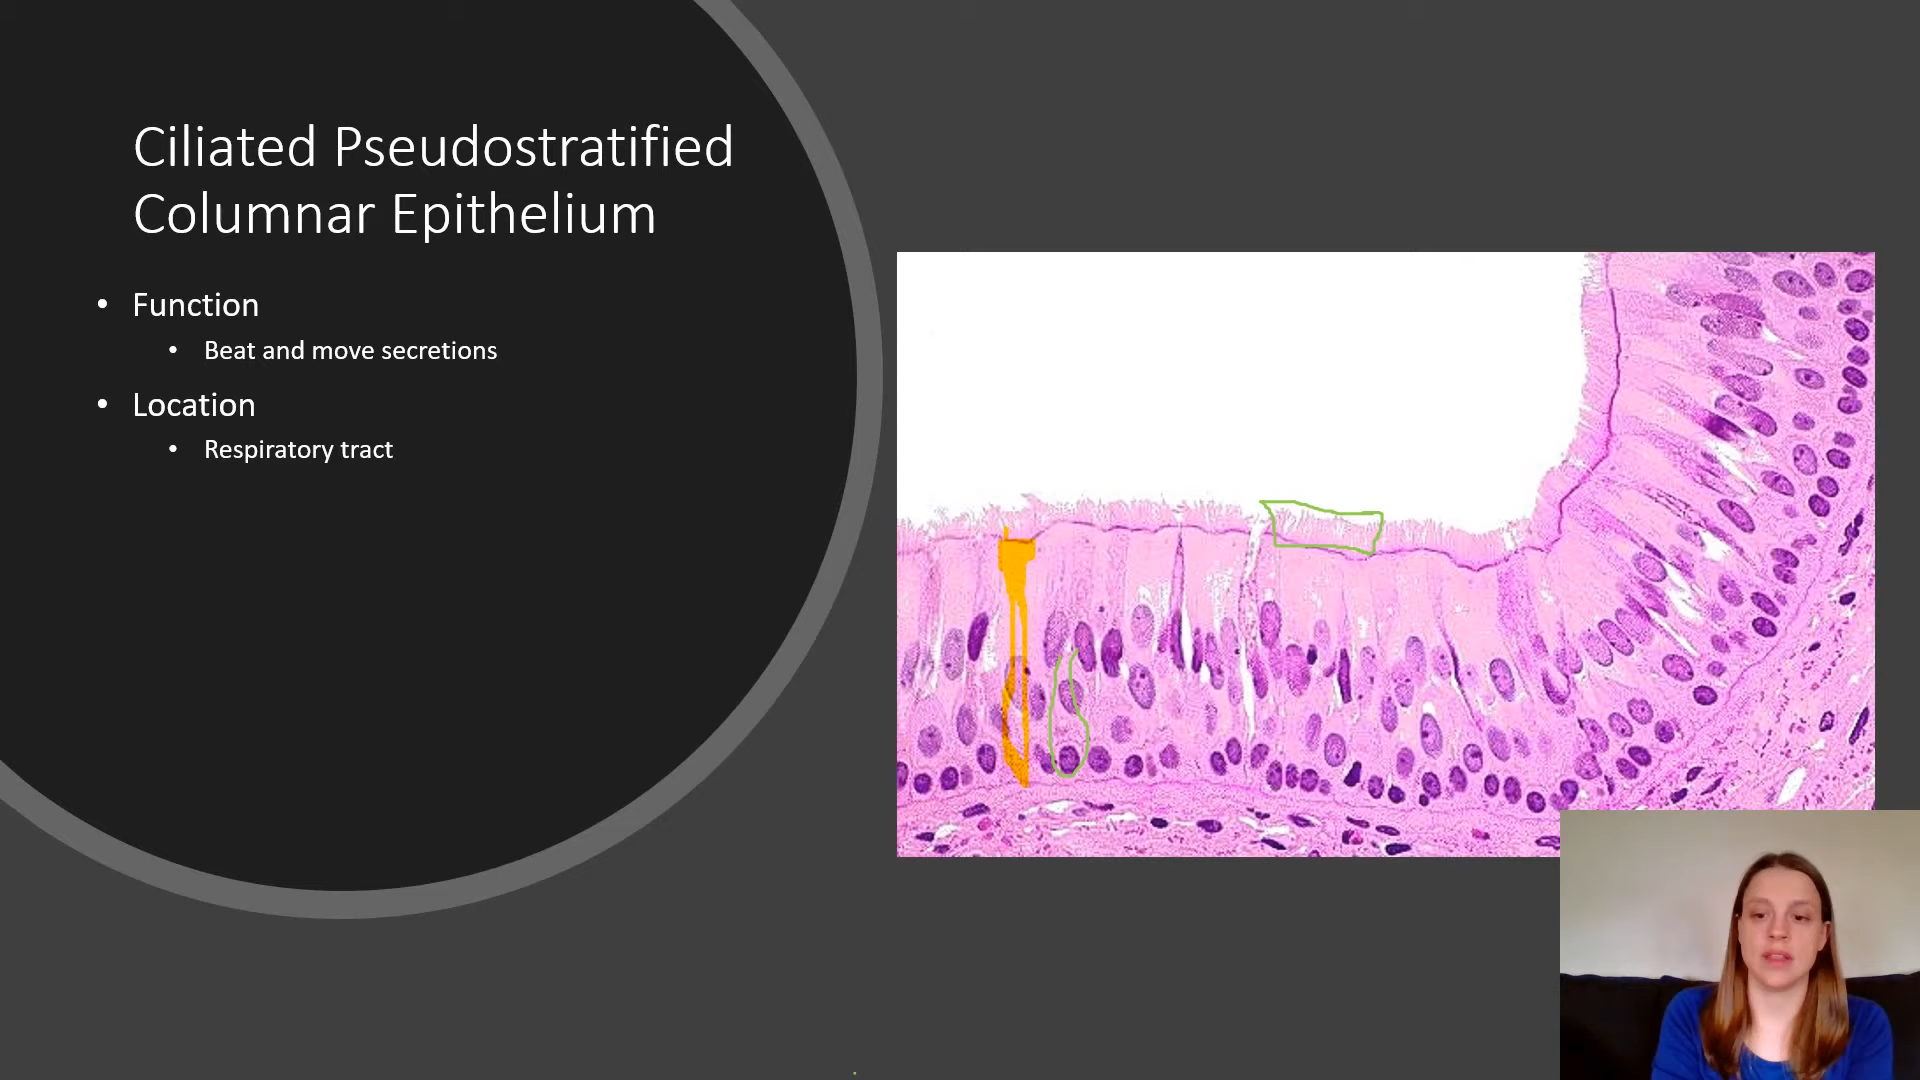 Ciliated Pseudostratified
Columnar Epithelium
• Function
• Beat and move secretions
• Location
• Respiratory tract